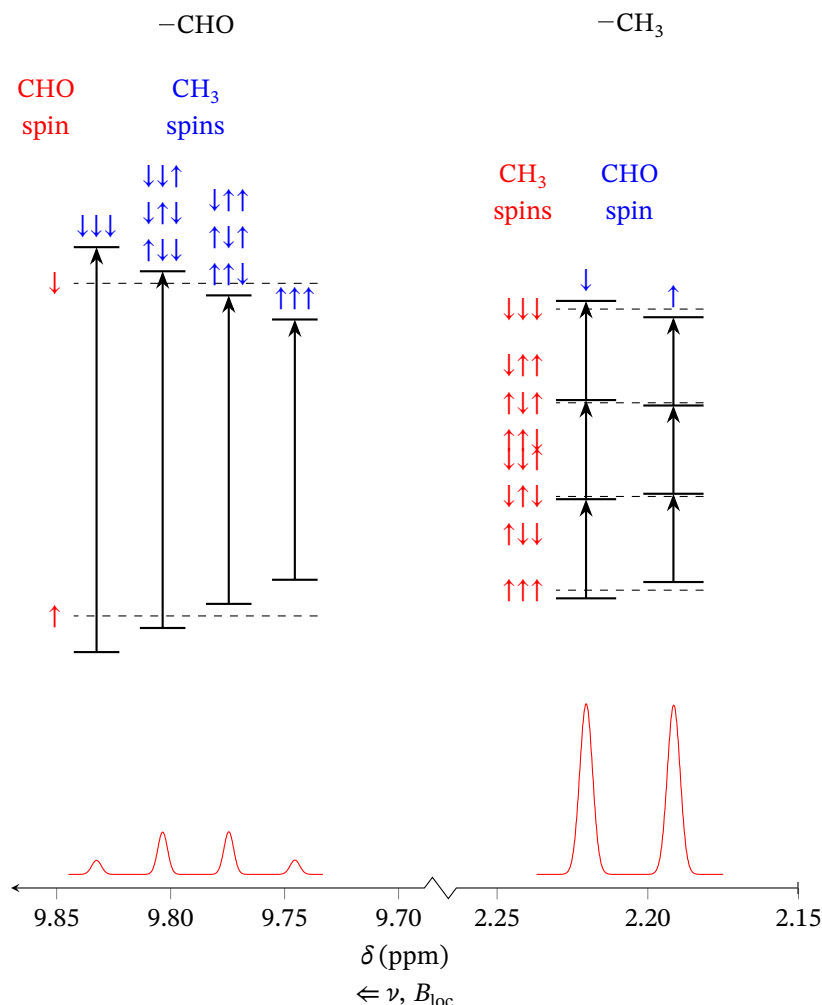 −CHO
−CH₃
CHO
spin
CH₃
spins
CH₃
spins
CHO
spin
↓↓↑
↓↑↓
↑↓↓
↓↑↑
↑↓↑
↑↑↓
↓↓↓
↑↑↑
↓
↑
↓
↑
↓↓↓
↓↑↑
↑↓↑
↑↑↓
↓↓↑
↓↑↓
↑↓↓
↑↑↑
9.85 9.80 9.75 9.70 2.25 2.20 2.15
δ (ppm)
⇐ ν, B_loc